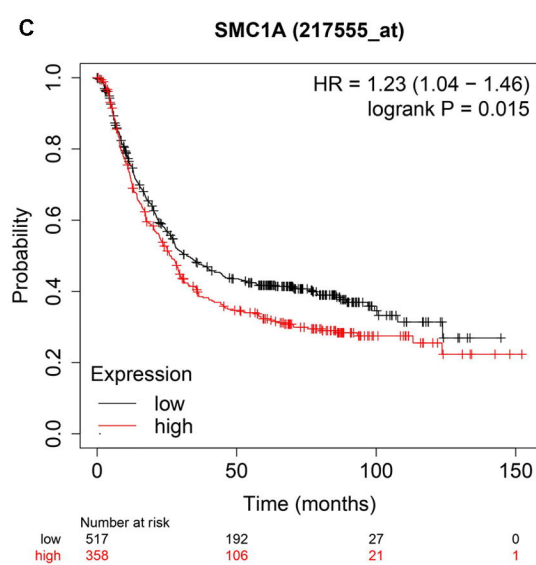 C
SMC1A (217555_at)
HR = 1.23 (1.04 − 1.46)
logrank P = 0.015
Probability
1.0
0.8
0.6
0.4
0.2
0.0
Expression
low
high
0 50 100 150
Time (months)
Number at risk
low 517 192 27 0
high 358 106 21 1